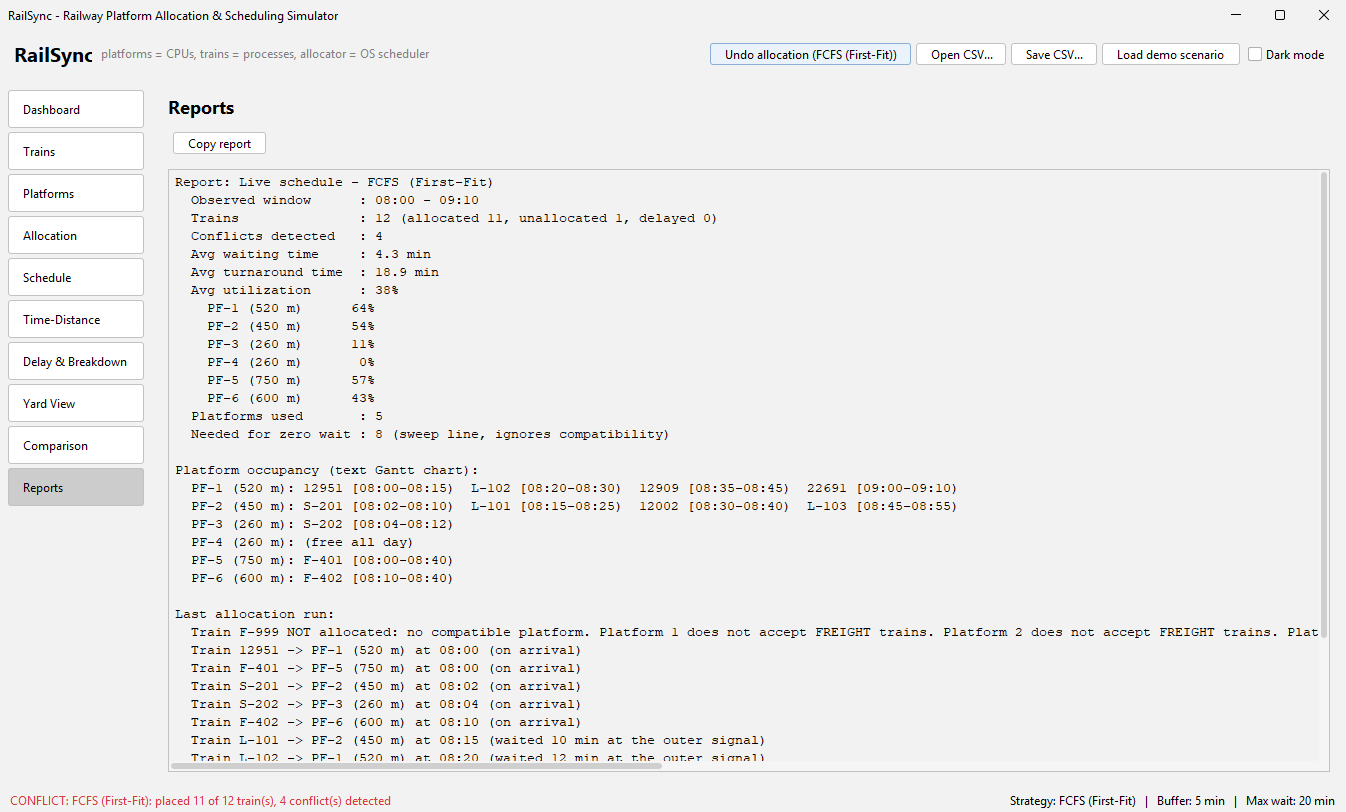 RailSync - Railway Platform Allocation & Scheduling Simulator
RailSync platforms = CPUs, trains = processes, allocator = OS scheduler Undo allocation (FCFS (First-Fit)) Open CSV... Save CSV... Load demo scenario Dark mode
Dashboard
Trains
Platforms
Allocation
Schedule
Time-Distance
Delay & Breakdown
Yard View
Comparison
Reports
Reports
Copy report
Report: Live schedule - FCFS (First-Fit)
Observed window : 08:00 - 09:10
Trains : 12 (allocated 11, unallocated 1, delayed 0)
Conflicts detected : 4
Avg waiting time : 4.3 min
Avg turnaround time : 18.9 min
Avg utilization : 38%
PF-1 (520 m) 64%
PF-2 (450 m) 54%
PF-3 (260 m) 11%
PF-4 (260 m) 0%
PF-5 (750 m) 57%
PF-6 (600 m) 43%
Platforms used : 5
Needed for zero wait : 8 (sweep line, ignores compatibility)
Platform occupancy (text Gantt chart):
PF-1 (520 m): 12951 [08:00-08:15] L-102 [08:20-08:30] 12909 [08:35-08:45] 22691 [09:00-09:10]
PF-2 (450 m): S-201 [08:02-08:10] L-101 [08:15-08:25] 12002 [08:30-08:40] L-103 [08:45-08:55]
PF-3 (260 m): S-202 [08:04-08:12]
PF-4 (260 m): (free all day)
PF-5 (750 m): F-401 [08:00-08:40]
PF-6 (600 m): F-402 [08:10-08:40]
Last allocation run:
Train F-999 NOT allocated: no compatible platform. Platform 1 does not accept FREIGHT trains. Platform 2 does not accept FREIGHT trains. Plat
Train 12951 -> PF-1 (520 m) at 08:00 (on arrival)
Train F-401 -> PF-5 (750 m) at 08:00 (on arrival)
Train S-201 -> PF-2 (450 m) at 08:02 (on arrival)
Train S-202 -> PF-3 (260 m) at 08:04 (on arrival)
Train F-402 -> PF-6 (600 m) at 08:10 (on arrival)
Train L-101 -> PF-2 (450 m) at 08:15 (waited 10 min at the outer signal)
Train L-102 -> PF-1 (520 m) at 08:20 (waited 12 min at the outer signal)
CONFLICT: FCFS (First-Fit): placed 11 of 12 train(s), 4 conflict(s) detected Strategy: FCFS (First-Fit) | Buffer: 5 min | Max wait: 20 min